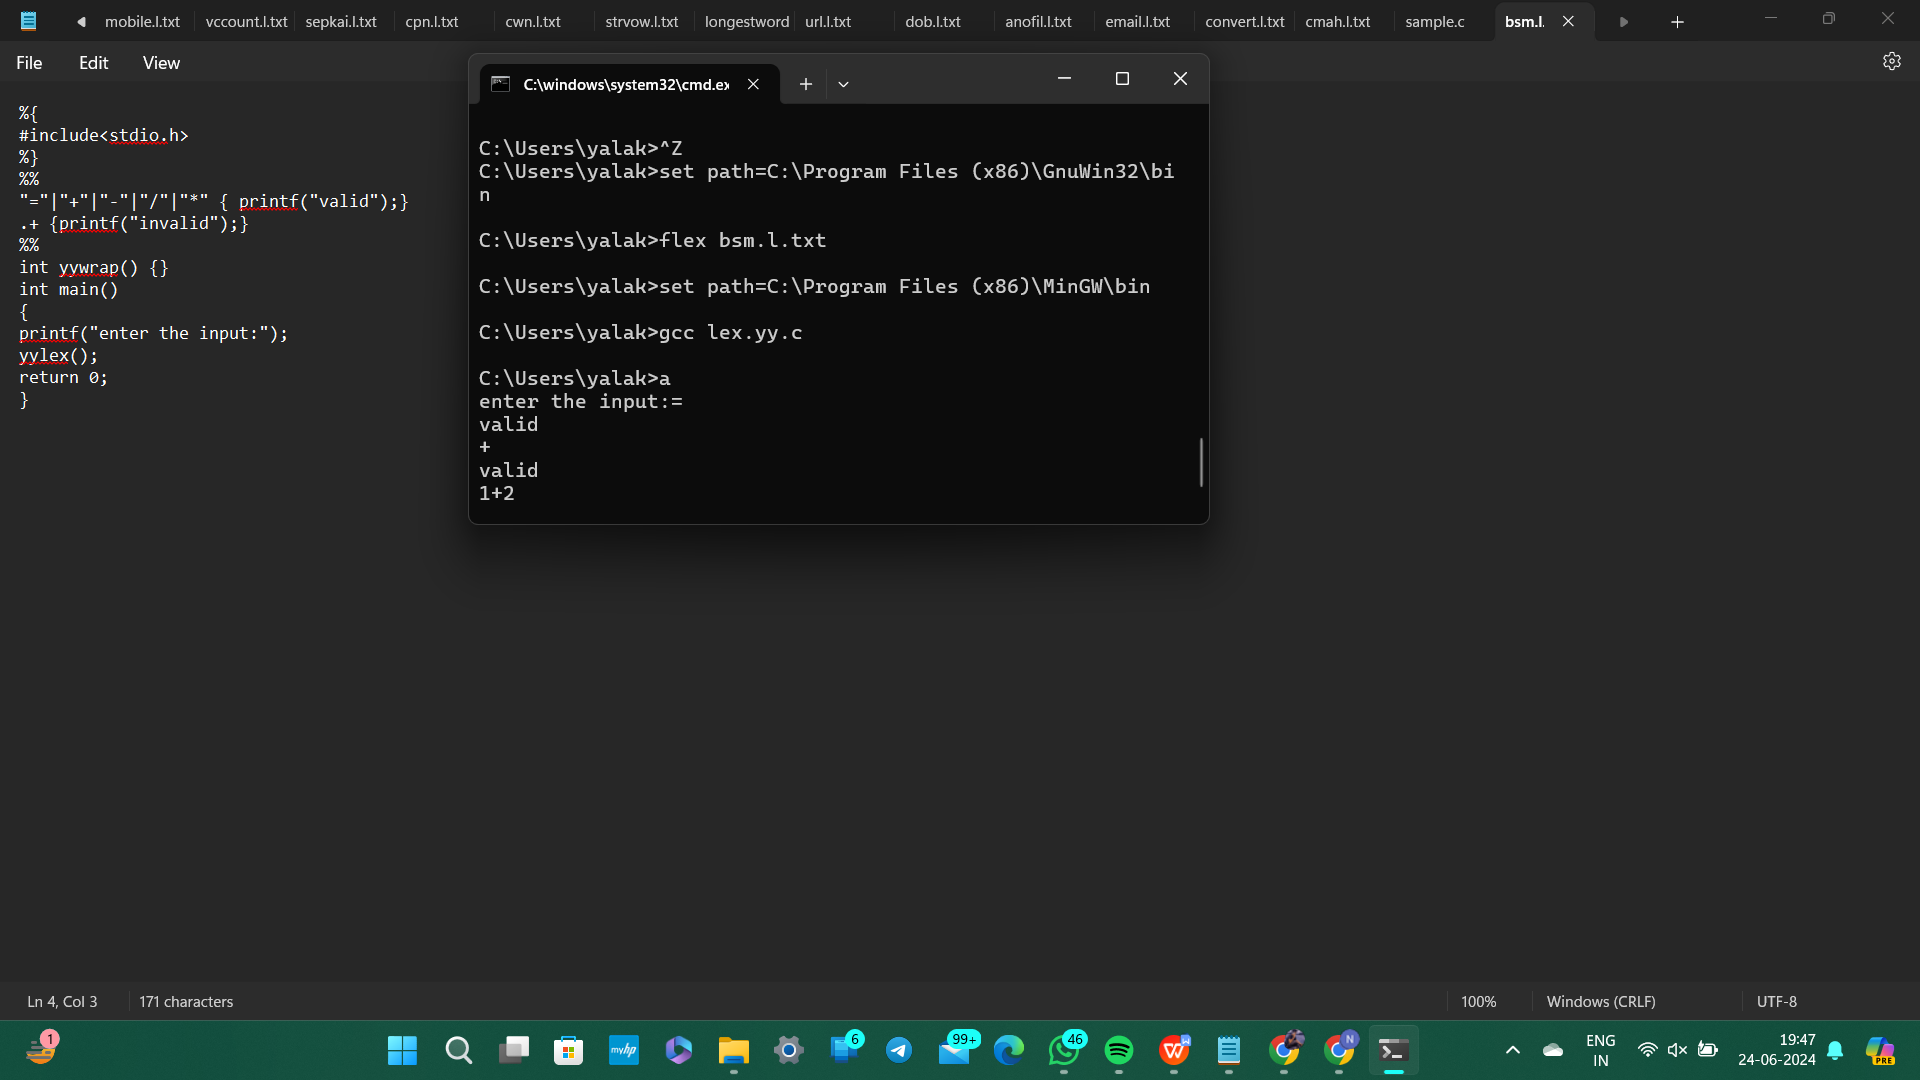 mobile.l.txt vccount.l.txt sepkai.l.txt cpn.l.txt cwn.l.txt strvow.l.txt longestword url.l.txt dob.l.txt anofil.l.txt email.l.txt convert.l.txt cmah.l.txt sample.c bsm.l.
File Edit View
%{
#include<stdio.h>
%}
%%
"="|"+"|"-"|"/"|"*" { printf("valid");}
.+ {printf("invalid");}
%%
int yywrap() {}
int main()
{
printf("enter the input:");
yylex();
return 0;
}
C:\windows\system32\cmd.ex
C:\Users\yalak>^Z
C:\Users\yalak>set path=C:\Program Files (x86)\GnuWin32\bi
n
C:\Users\yalak>flex bsm.l.txt
C:\Users\yalak>set path=C:\Program Files (x86)\MinGW\bin
C:\Users\yalak>gcc lex.yy.c
C:\Users\yalak>a
enter the input:=
valid
+
valid
1+2
Ln 4, Col 3 171 characters 100% Windows (CRLF) UTF-8
1 myhp 6 99+ 46 W N PRE
ENG
IN
19:47
24-06-2024